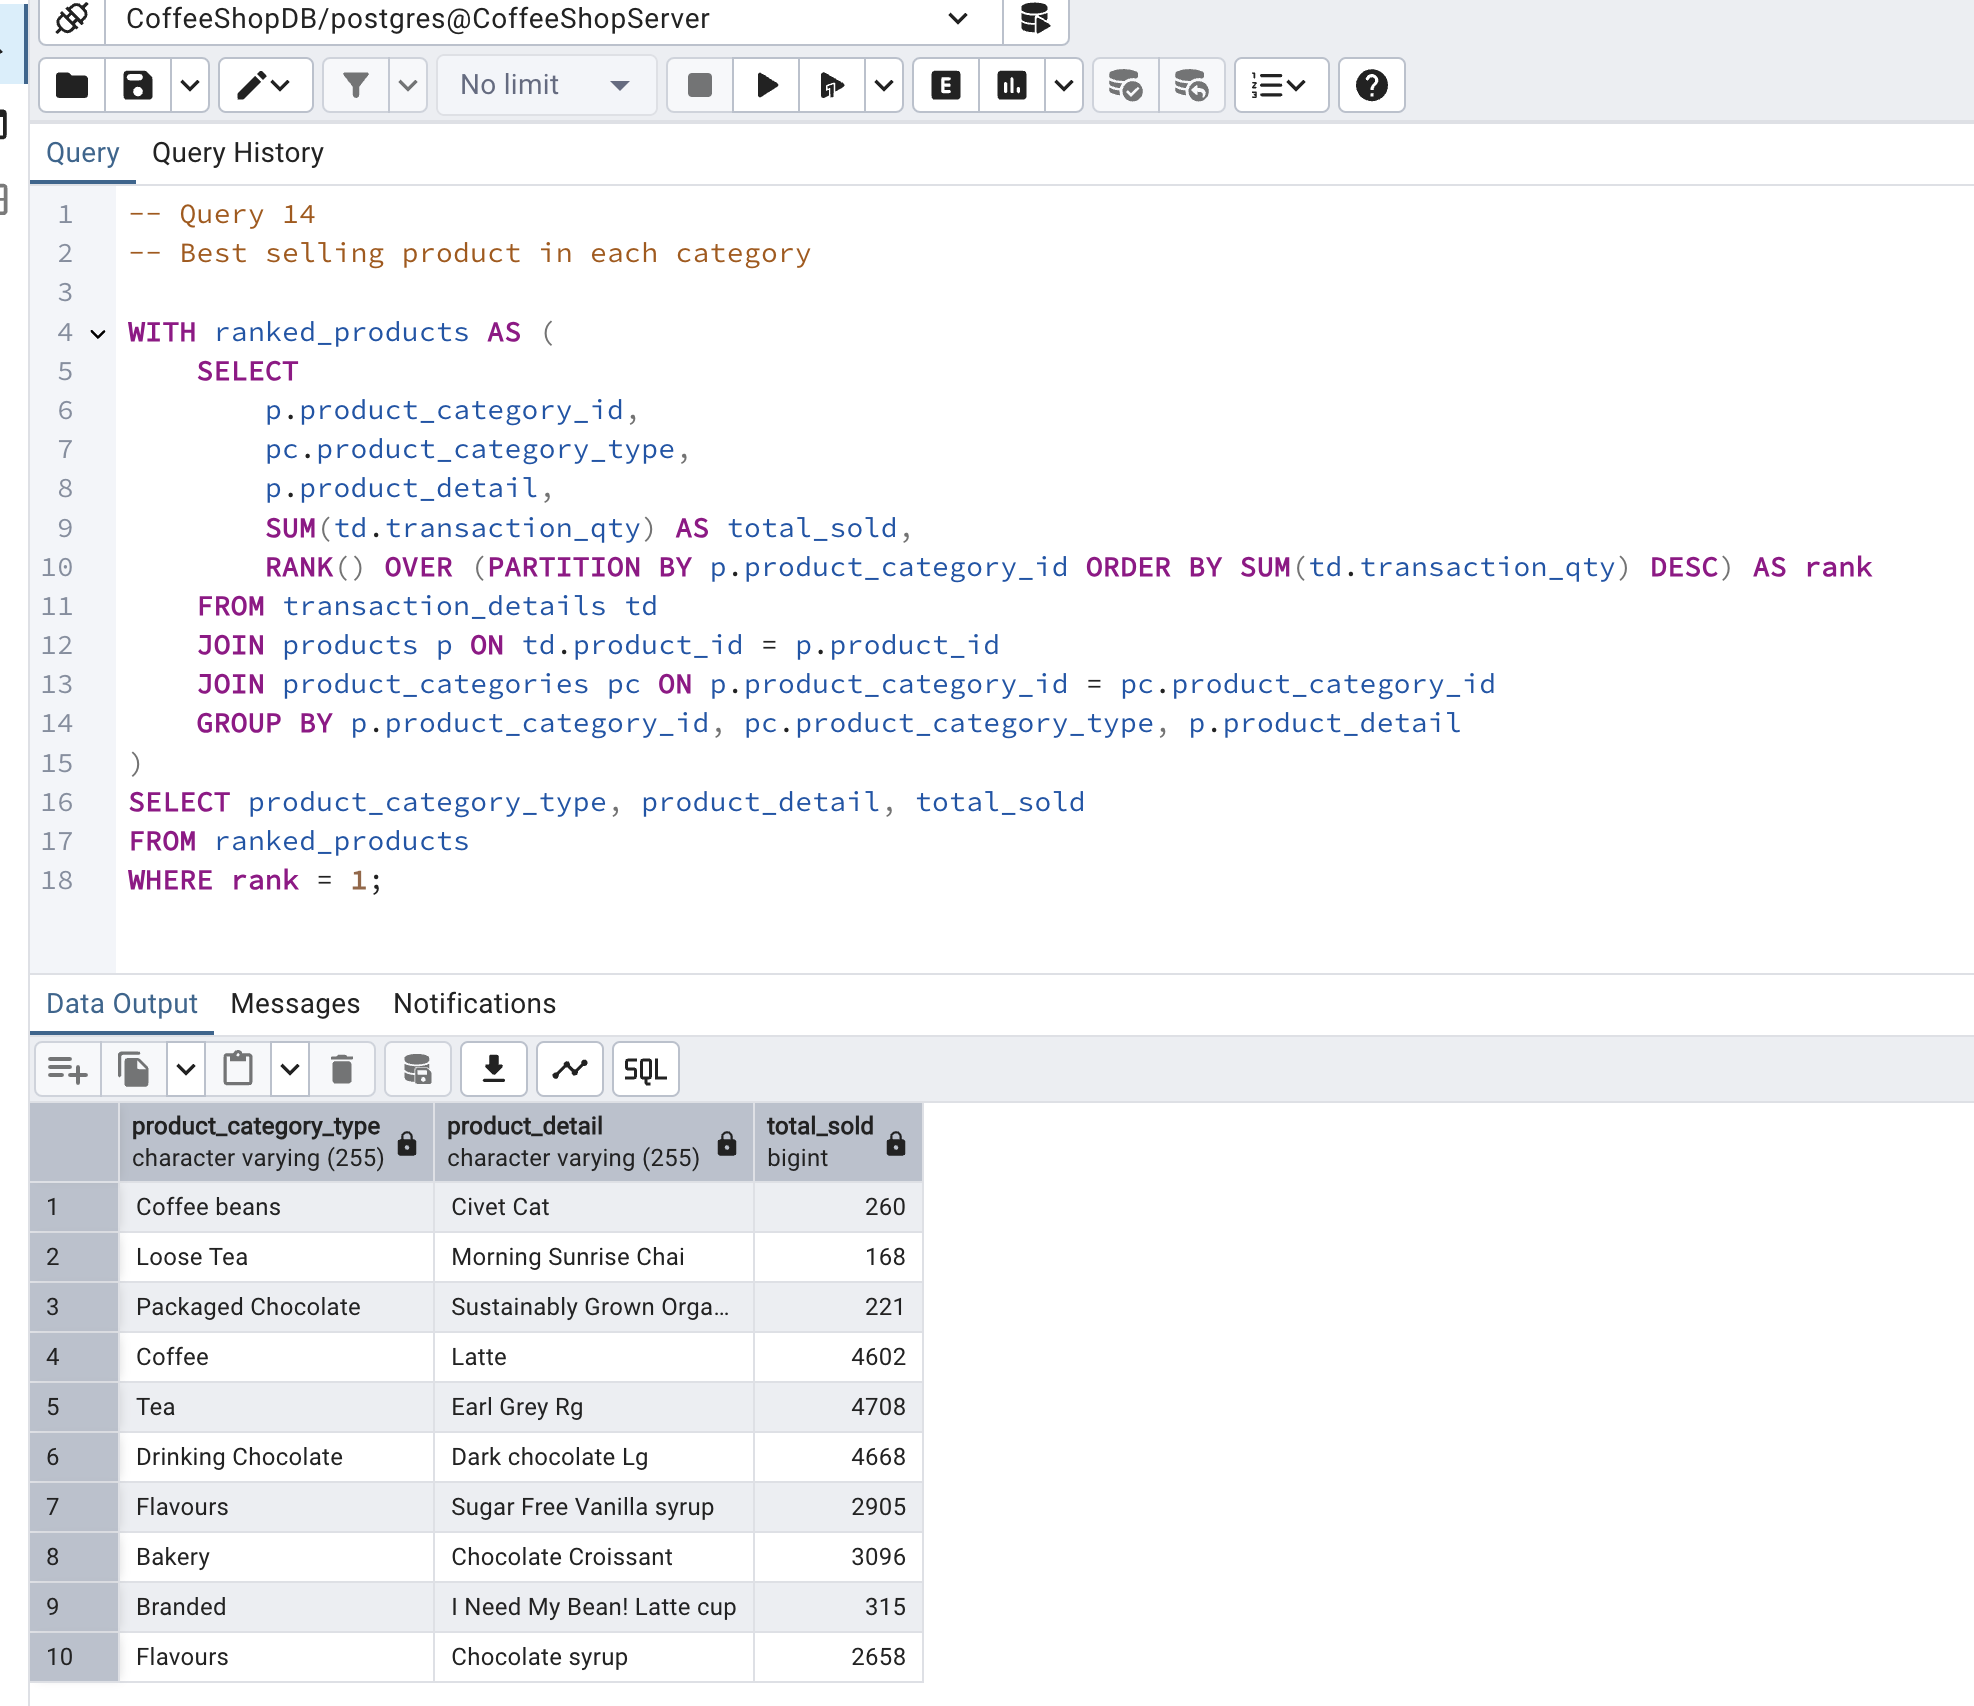 CoffeeShopDB/postgres@CoffeeShopServer
No limit
E
Query Query History
1 -- Query 14
2 -- Best selling product in each category
3
4 WITH ranked_products AS (
5 SELECT
6 p.product_category_id,
7 pc.product_category_type,
8 p.product_detail,
9 SUM(td.transaction_qty) AS total_sold,
10 RANK() OVER (PARTITION BY p.product_category_id ORDER BY SUM(td.transaction_qty) DESC) AS rank
11 FROM transaction_details td
12 JOIN products p ON td.product_id = p.product_id
13 JOIN product_categories pc ON p.product_category_id = pc.product_category_id
14 GROUP BY p.product_category_id, pc.product_category_type, p.product_detail
15 )
16 SELECT product_category_type, product_detail, total_sold
17 FROM ranked_products
18 WHERE rank = 1;
Data Output Messages Notifications
SQL
product_category_type product_detail total_sold
character varying (255) character varying (255) bigint
1 Coffee beans Civet Cat 260
2 Loose Tea Morning Sunrise Chai 168
3 Packaged Chocolate Sustainably Grown Orga... 221
4 Coffee Latte 4602
5 Tea Earl Grey Rg 4708
6 Drinking Chocolate Dark chocolate Lg 4668
7 Flavours Sugar Free Vanilla syrup 2905
8 Bakery Chocolate Croissant 3096
9 Branded I Need My Bean! Latte cup 315
10 Flavours Chocolate syrup 2658